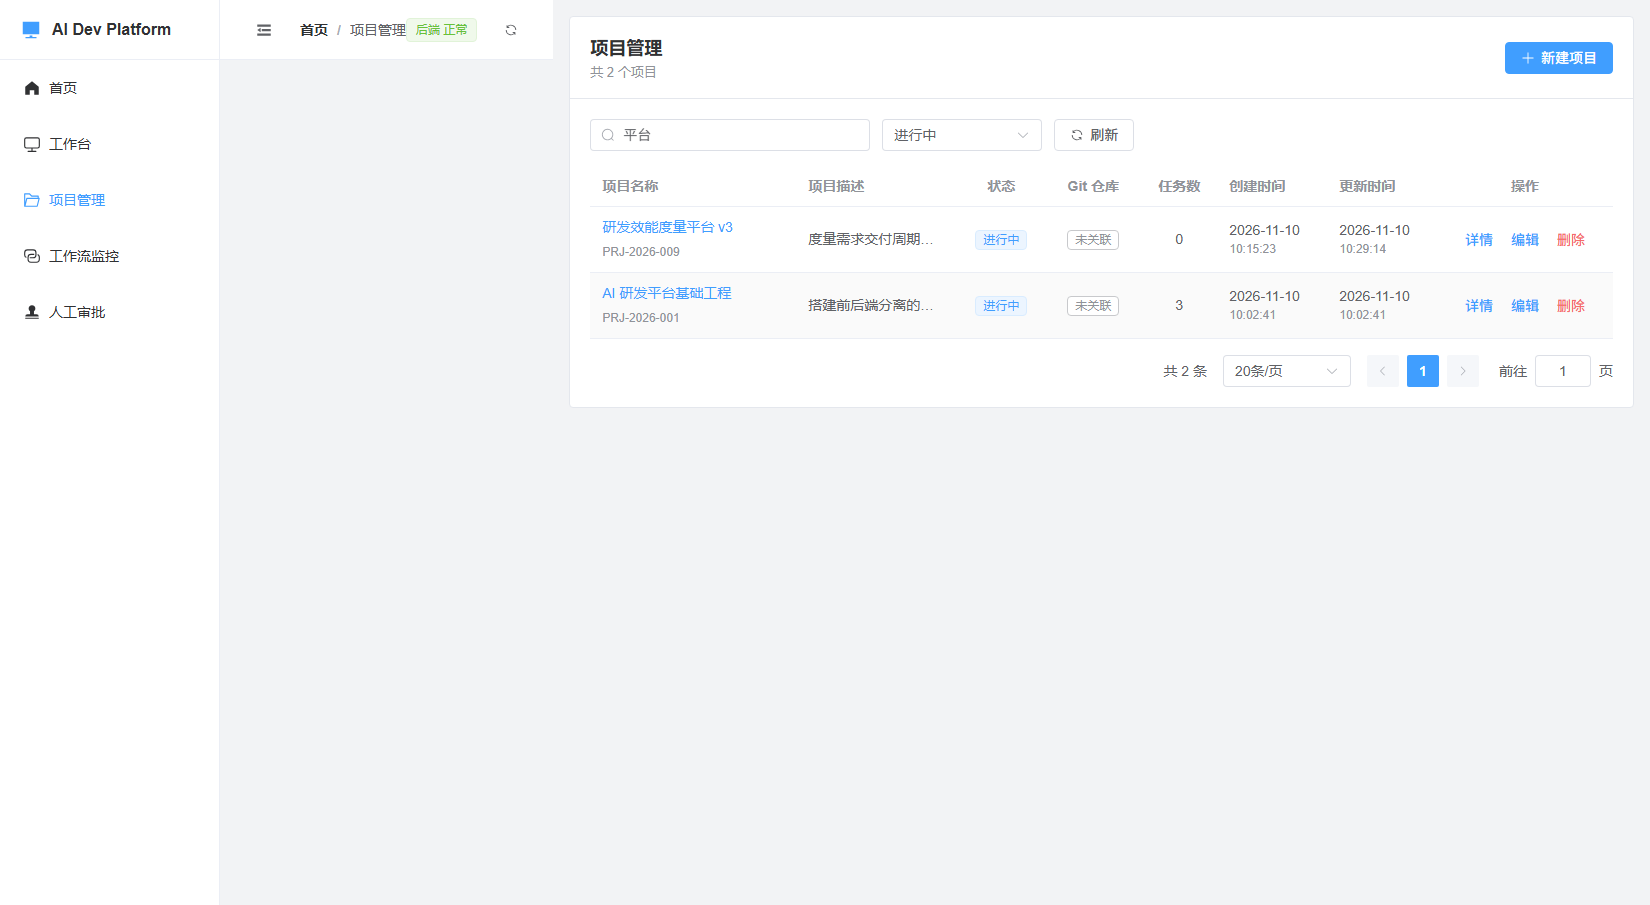 AI Dev Platform
首页 / 项目管理 后端 正常
首页
工作台
项目管理
工作流监控
人工审批
项目管理
共 2 个项目
新建项目
平台
进行中
刷新
项目名称 项目描述 状态 Git 仓库 任务数 创建时间 更新时间 操作
研发效能度量平台 v3
PRJ-2026-009
度量需求交付周期…
进行中
未关联
0
2026-11-10
10:15:23
2026-11-10
10:29:14
详情 编辑 删除
AI 研发平台基础工程
PRJ-2026-001
搭建前后端分离的…
进行中
未关联
3
2026-11-10
10:02:41
2026-11-10
10:02:41
详情 编辑 删除
共 2 条 20条/页 1 前往 1 页